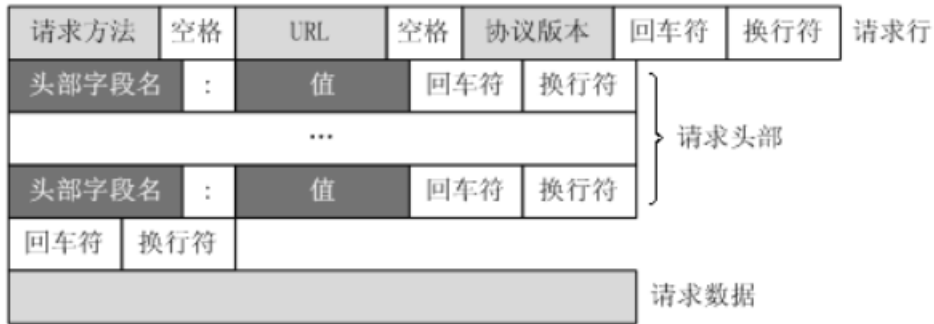 请求方法 空格 URL 空格 协议版本 回车符 换行符 请求行
头部字段名 : 值 回车符 换行符
... 请求头部
头部字段名 : 值 回车符 换行符
回车符 换行符
请求数据